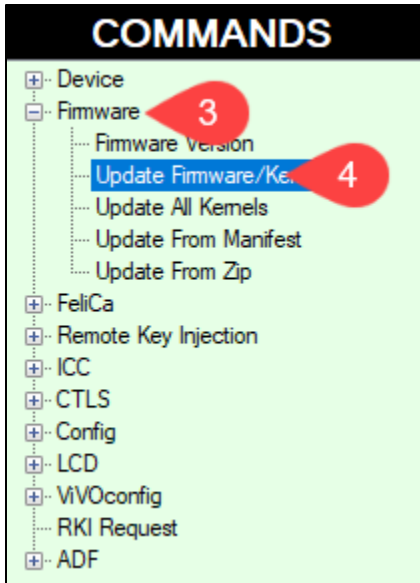 COMMANDS
Device
Firmware 3
Firmware Version
Update Firmware/Ke 4
Update All Kernels
Update From Manifest
Update From Zip
FeliCa
Remote Key Injection
ICC
CTLS
Config
LCD
ViVOconfig
RKI Request
ADF